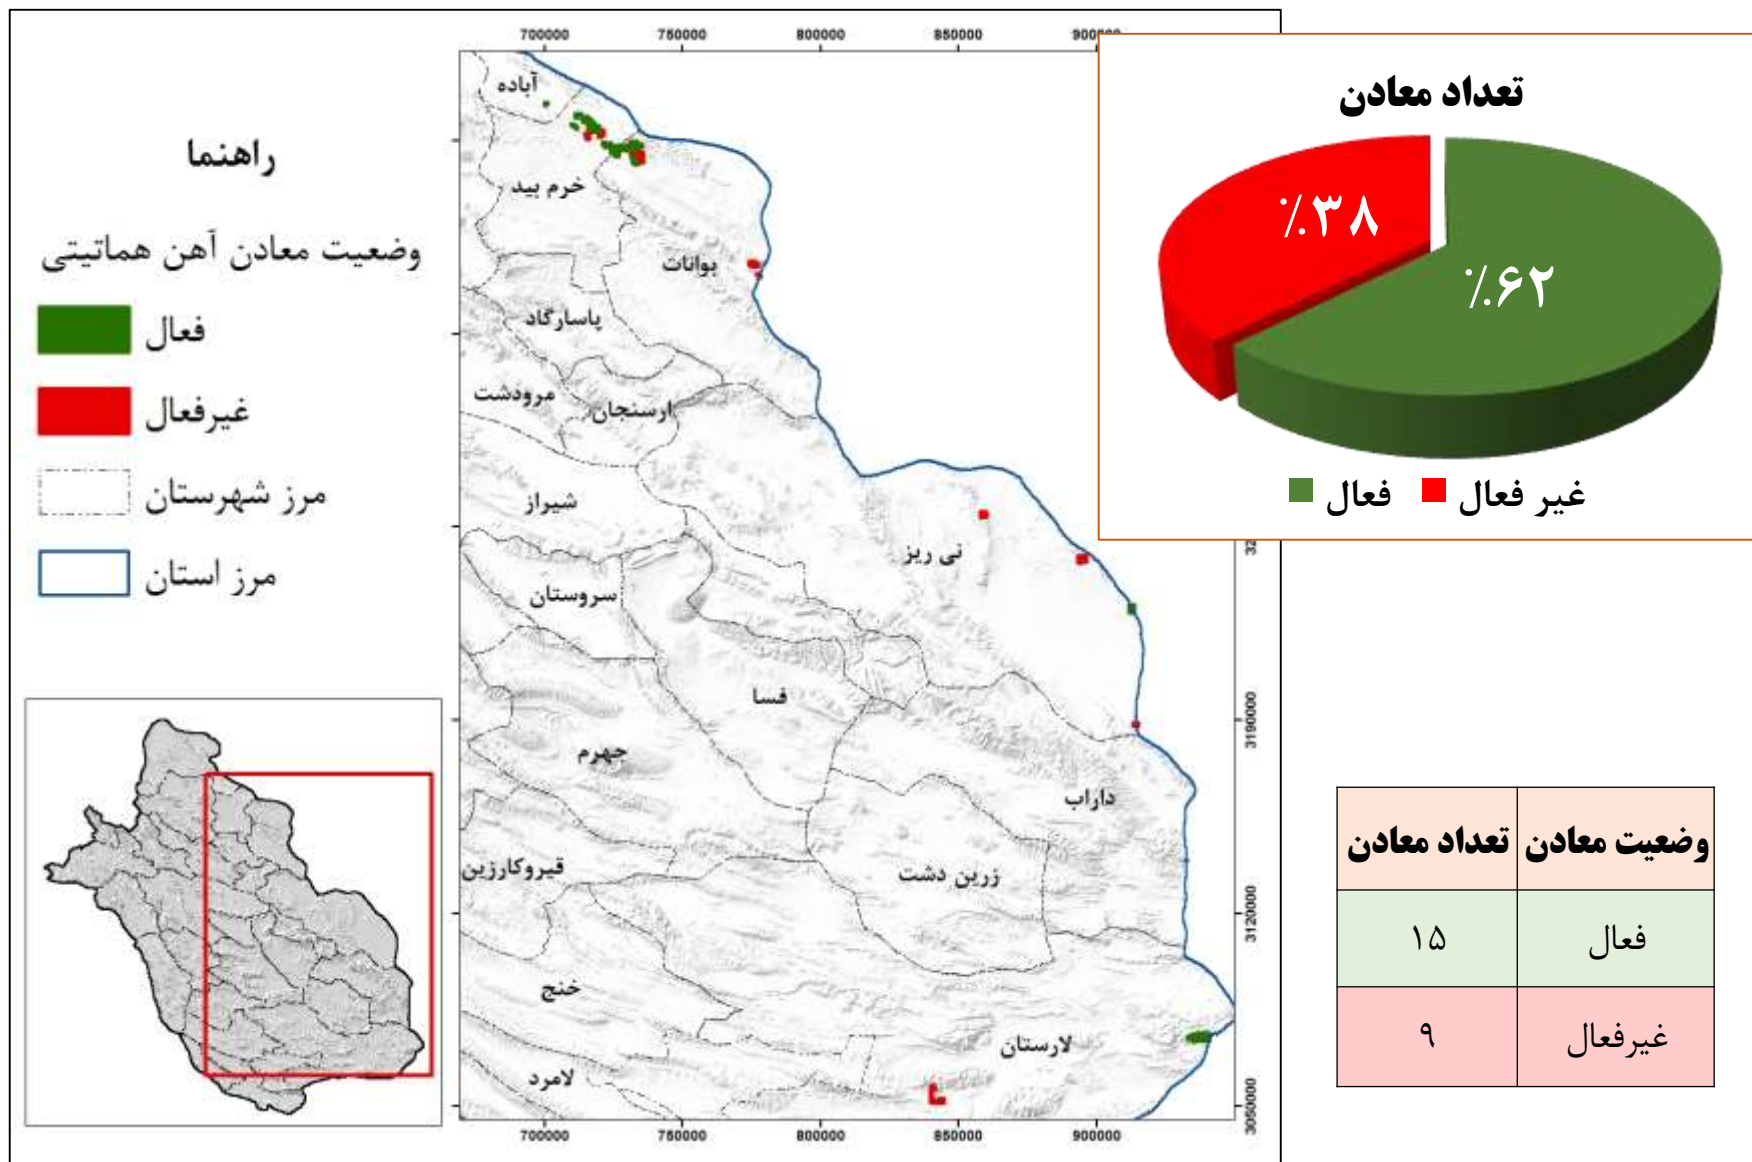 700000 750000 800000 850000 900000
راهنما
وضعیت معادن آهن هماتیتی
فعال
غیرفعال
مرز شهرستان
مرز استان
آباده
خرم بید
بوانات
پاسارگاد
مرودشت
ارسنجان
شیراز
نی ریز
سروستان
فسا
جهرم
داراب
قیروکارزین
زرین دشت
خنج
لارستان
لامرد
3190000
3120000
3050000
700000 750000 800000 850000 900000
تعداد معادن
٪۳۸
٪۶۲
فعال غیر فعال
وضعیت معادن تعداد معادن
فعال ۱۵
غیرفعال ۹